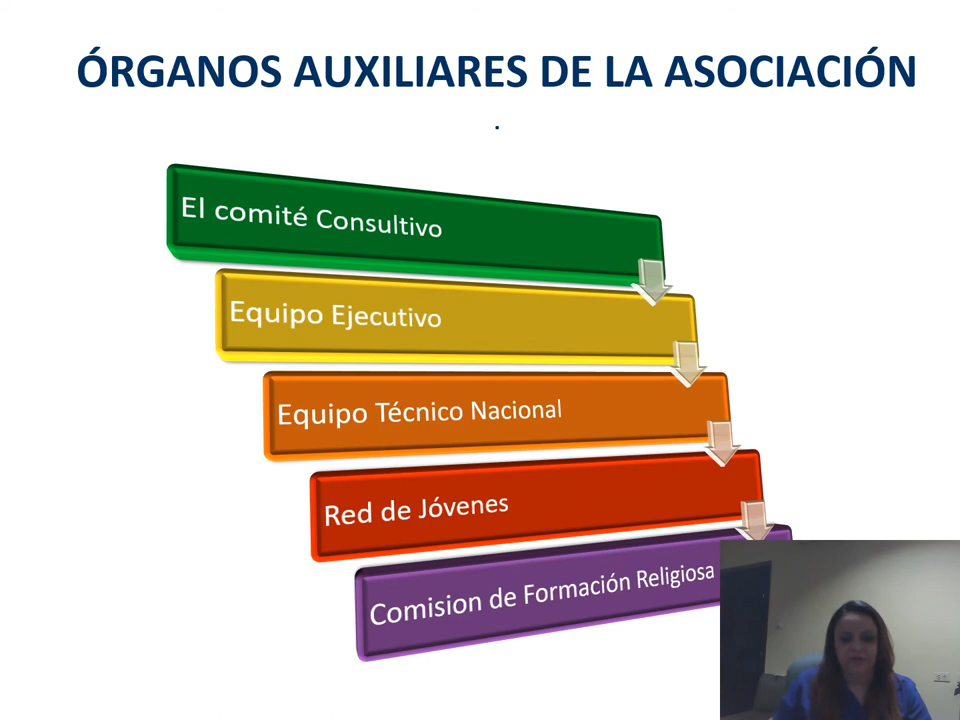 ÓRGANOS AUXILIARES DE LA ASOCIACIÓN
.
El comité Consultivo
Equipo Ejecutivo
Equipo Técnico Nacional
Red de Jóvenes
Comision de Formación Religiosa